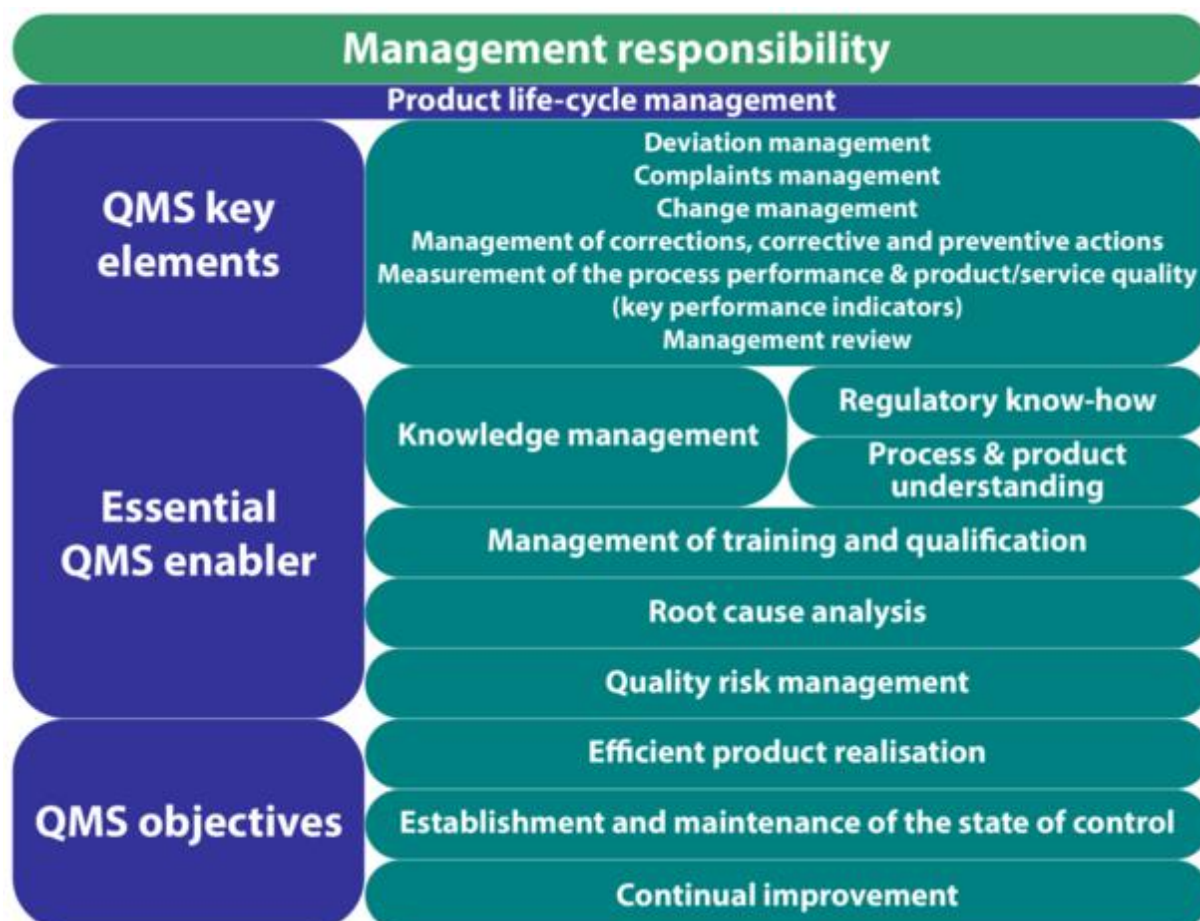 Management responsibility
Product life-cycle management
QMS key
elements
Deviation management
Complaints management
Change management
Management of corrections, corrective and preventive actions
Measurement of the process performance & product/service quality
(key performance indicators)
Management review
Essential
QMS enabler
Knowledge management
Regulatory know-how
Process & product
understanding
Management of training and qualification
Root cause analysis
Quality risk management
QMS objectives
Efficient product realisation
Establishment and maintenance of the state of control
Continual improvement